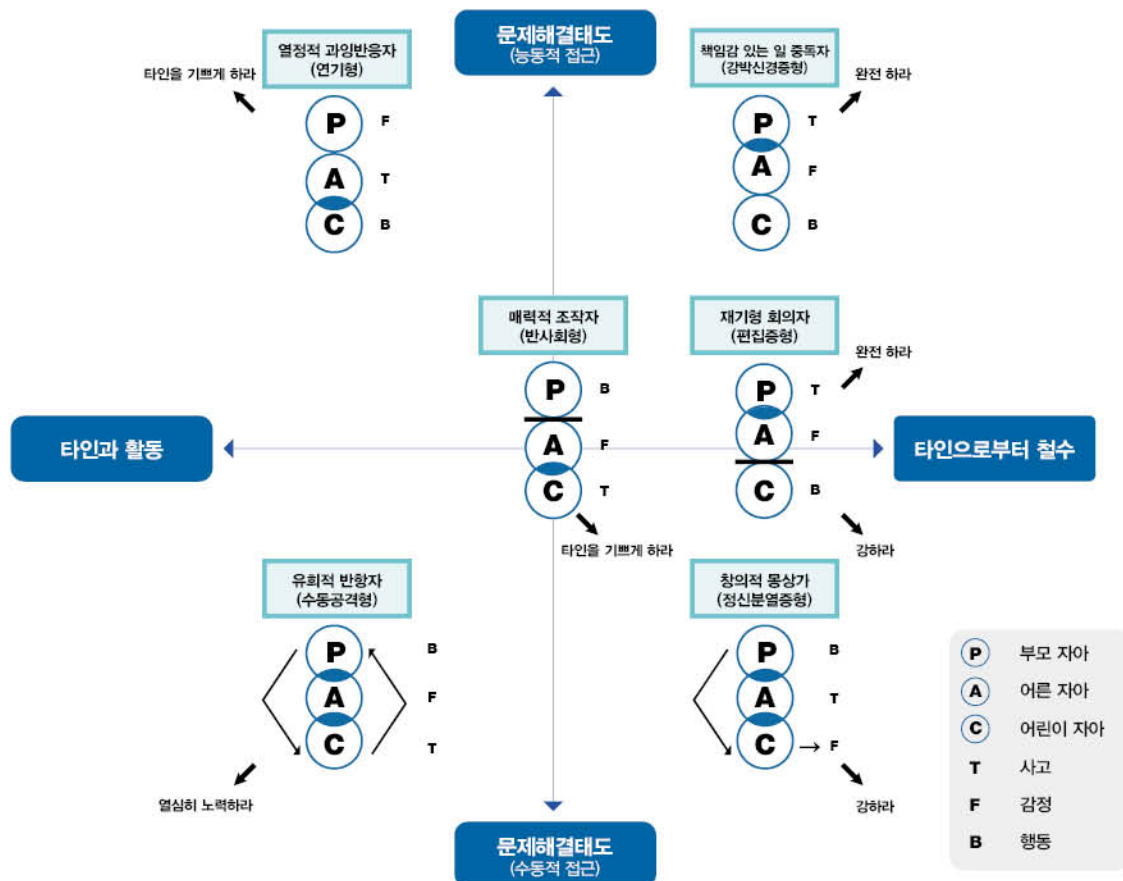 문제해결태도
(능동적 접근)
열정적 과잉반응자
(연기형)
타인을 기쁘게 하라
P F
A T
C B
책임감 있는 일 중독자
(강박신경증형)
완전 하라
P T
A F
C B
매력적 조작자
(반사회형)
P B
A F
C T
타인을 기쁘게 하라
재기형 회의자
(편집증형)
완전 하라
P T
A F
C B
강하라
타인과 활동
타인으로부터 철수
유희적 반항자
(수동공격형)
P B
A F
C T
열심히 노력하라
창의적 몽상가
(정신분열증형)
P B
A T
C → F
강하라
문제해결태도
(수동적 접근)
P 부모 자아
A 어른 자아
C 어린이 자아
T 사고
F 감정
B 행동